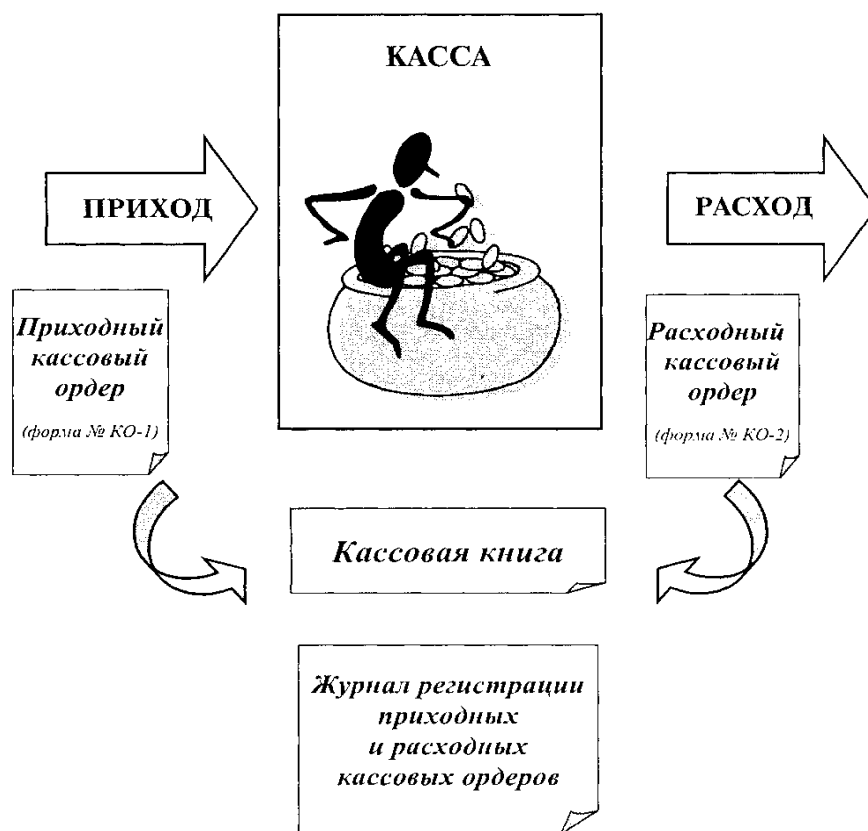 КАССА
ПРИХОД
РАСХОД
Приходный
кассовый
ордер
(форма № КО-1)
Расходный
кассовый
ордер
(форма № КО-2)
Кассовая книга
Журнал регистрации
приходных
и расходных
кассовых ордеров